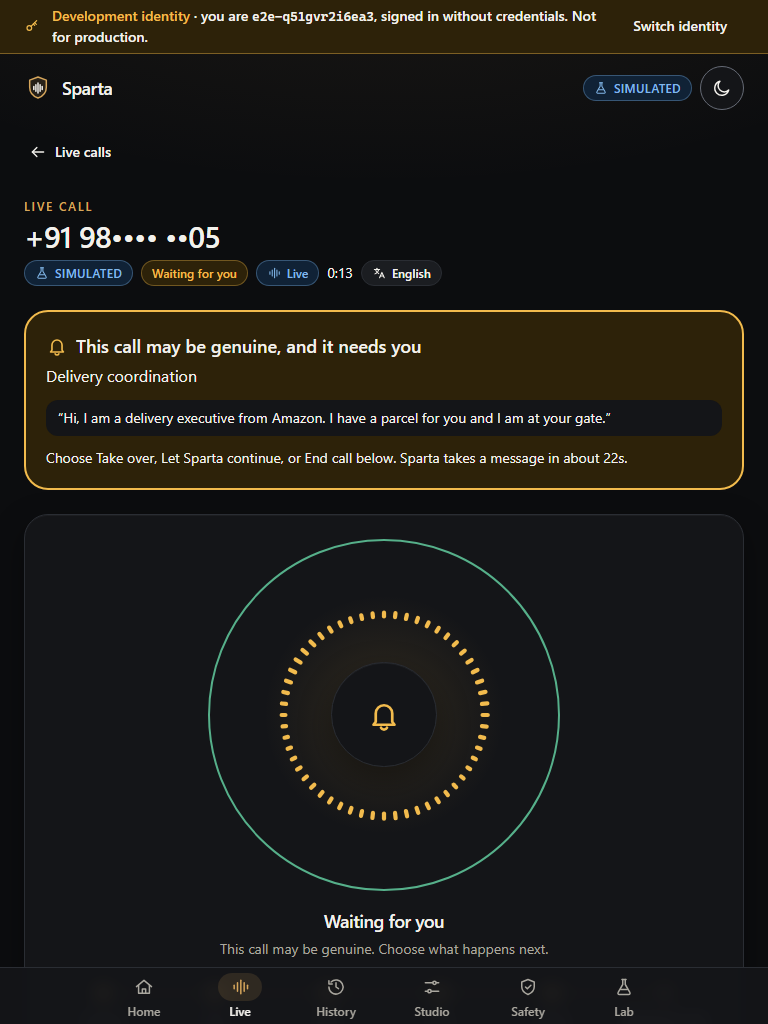 Development identity · you are e2e-q51gvr2i6ea3, signed in without credentials. Not
for production.
Switch identity
Sparta
SIMULATED
Live calls
LIVE CALL
+91 98•••• ••05
SIMULATED
Waiting for you
Live
0:13
English
This call may be genuine, and it needs you
Delivery coordination
“Hi, I am a delivery executive from Amazon. I have a parcel for you and I am at your gate.”
Choose Take over, Let Sparta continue, or End call below. Sparta takes a message in about 22s.
Waiting for you
This call may be genuine. Choose what happens next.
Home
Live
History
Studio
Safety
Lab